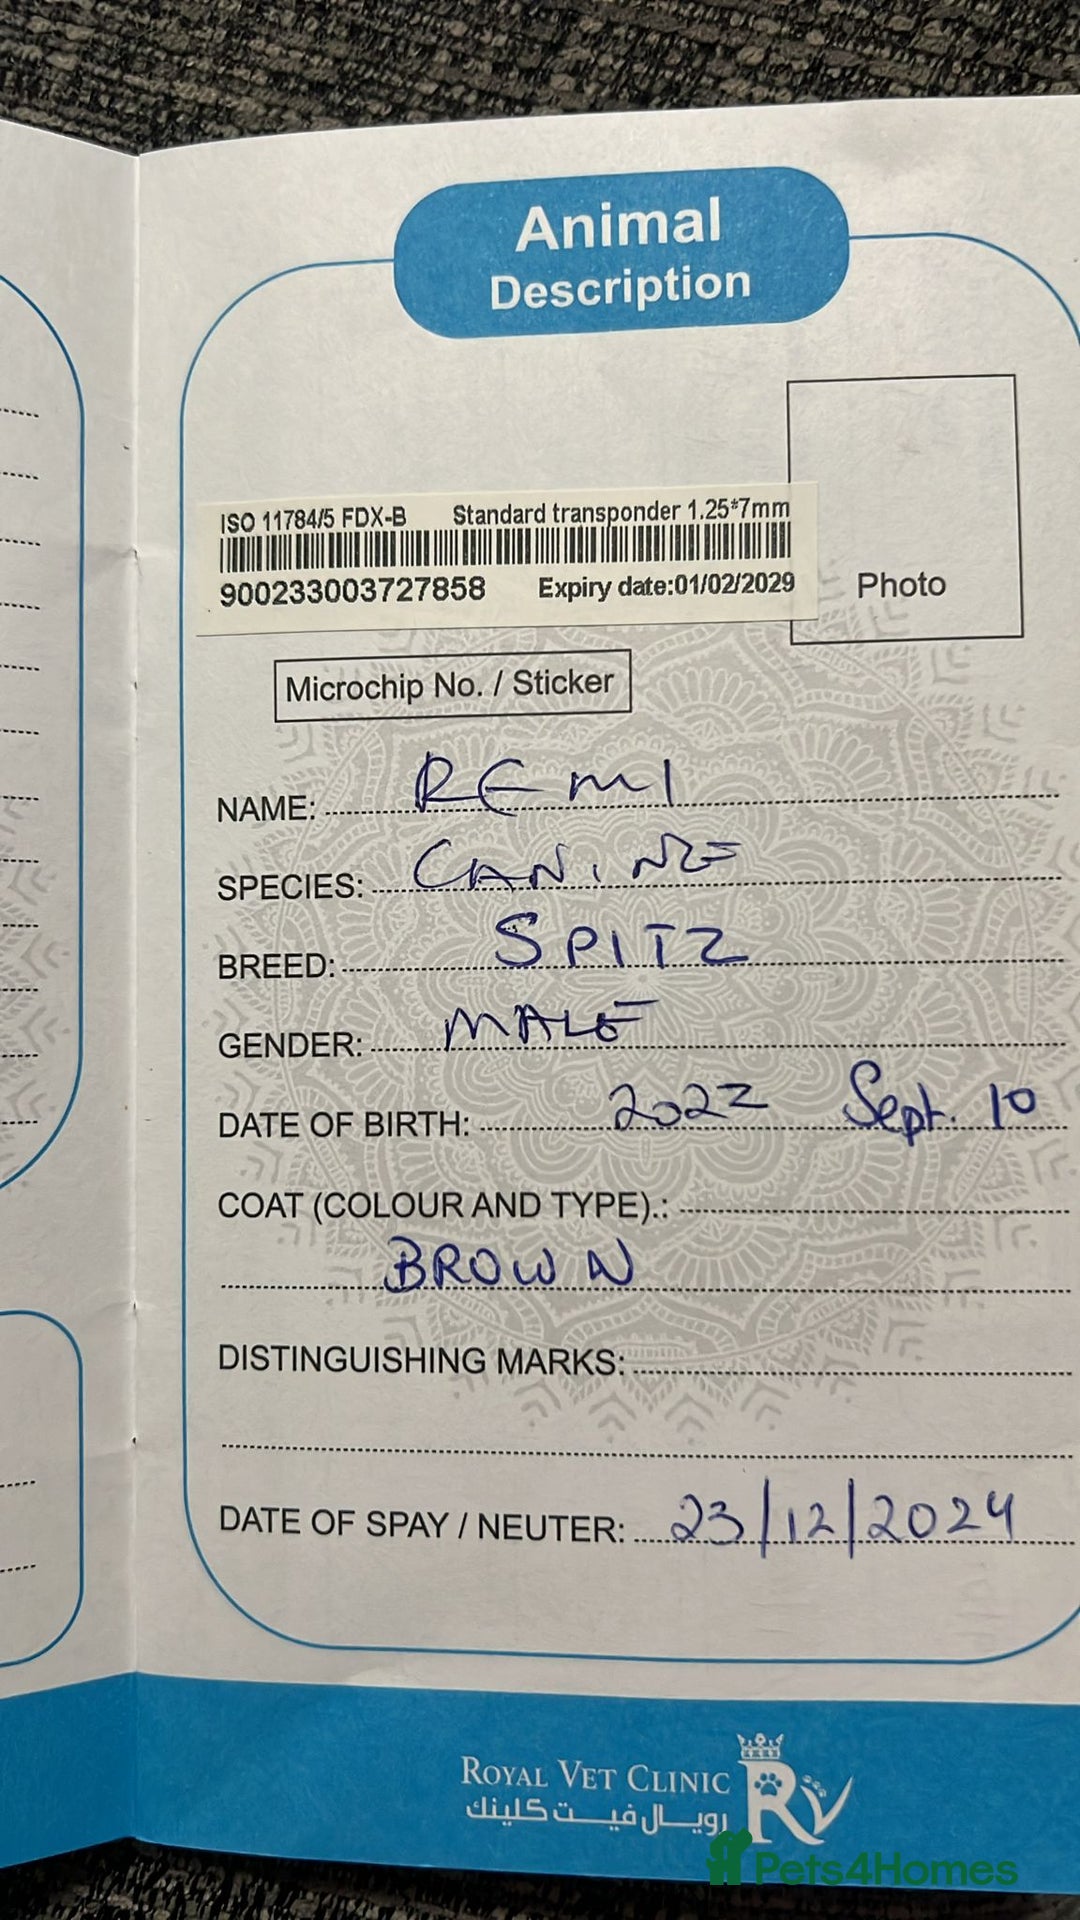 Animal
Description
ISO 11784/5 FDX-B Standard transponder 1.25*7mm
900233003727858 Expiry date:01/02/2029
Photo
Microchip No. / Sticker
NAME: REMI
SPECIES: CANINE
BREED: SPITZ
GENDER: MALE
DATE OF BIRTH: 2022 Sept. 10
COAT (COLOUR AND TYPE).:
BROWN
DISTINGUISHING MARKS:
DATE OF SPAY / NEUTER: 23/12/2024
ROYAL VET CLINIC
رويال فيت كلينك
RV
Pets4Homes